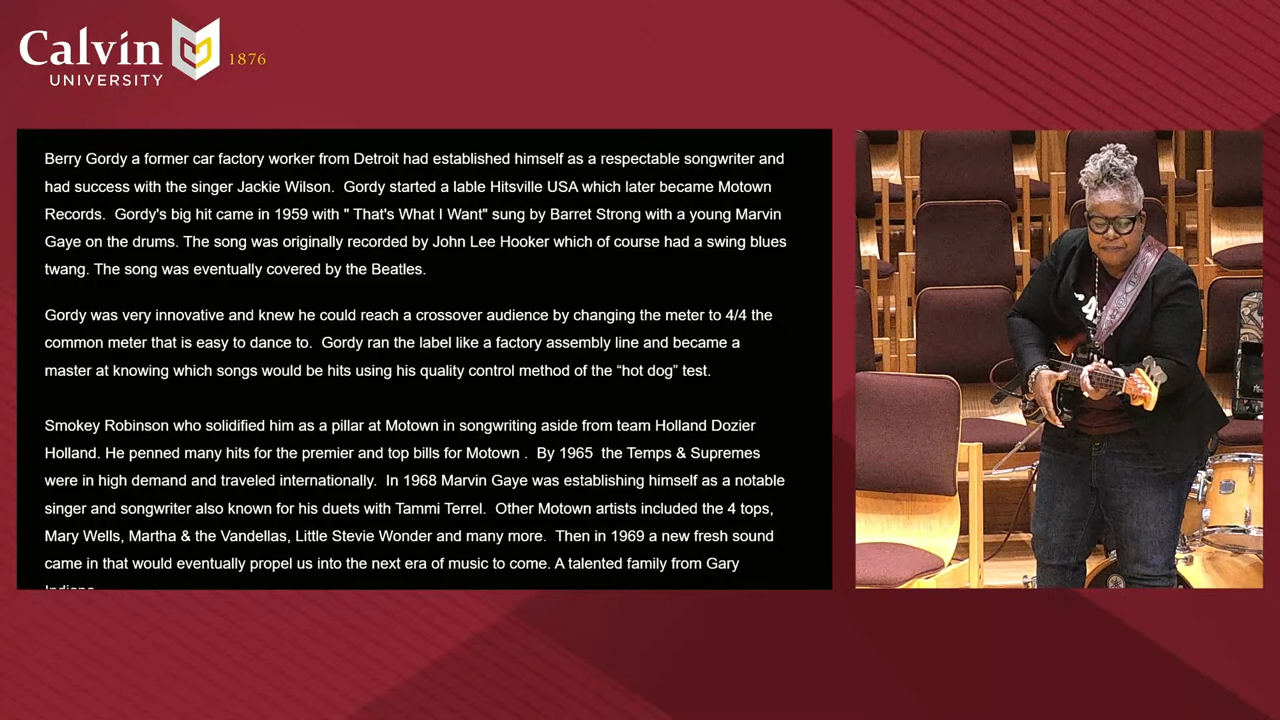 Calvin
UNIVERSITY
1876
Berry Gordy a former car factory worker from Detroit had established himself as a respectable songwriter and
had success with the singer Jackie Wilson.  Gordy started a lable Hitsville USA which later became Motown
Records.  Gordy's big hit came in 1959 with " That's What I Want" sung by Barret Strong with a young Marvin
Gaye on the drums. The song was originally recorded by John Lee Hooker which of course had a swing blues
twang. The song was eventually covered by the Beatles.
Gordy was very innovative and knew he could reach a crossover audience by changing the meter to 4/4 the
common meter that is easy to dance to.  Gordy ran the label like a factory assembly line and became a
master at knowing which songs would be hits using his quality control method of the “hot dog” test.
Smokey Robinson who solidified him as a pillar at Motown in songwriting aside from team Holland Dozier
Holland. He penned many hits for the premier and top bills for Motown .  By 1965  the Temps & Supremes
were in high demand and traveled internationally.  In 1968 Marvin Gaye was establishing himself as a notable
singer and songwriter also known for his duets with Tammi Terrel.  Other Motown artists included the 4 tops,
Mary Wells, Martha & the Vandellas, Little Stevie Wonder and many more.  Then in 1969 a new fresh sound
came in that would eventually propel us into the next era of music to come. A talented family from Gary